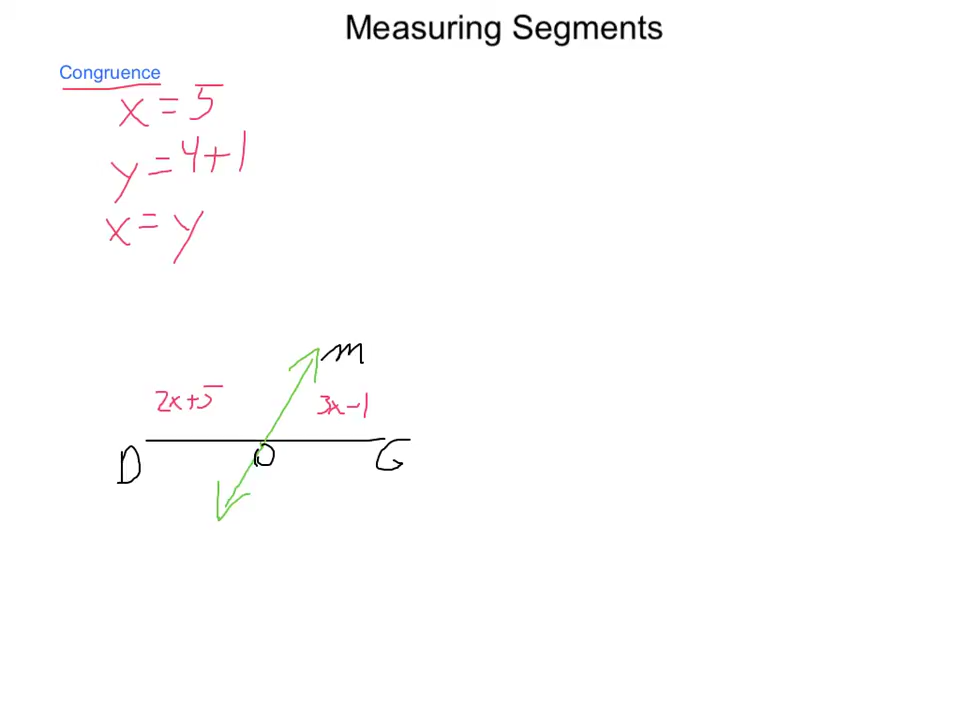 Measuring Segments
Congruence
x = 5
y = 4 + 1
x = y
m
2x + 5
3x - 1
D
O
G